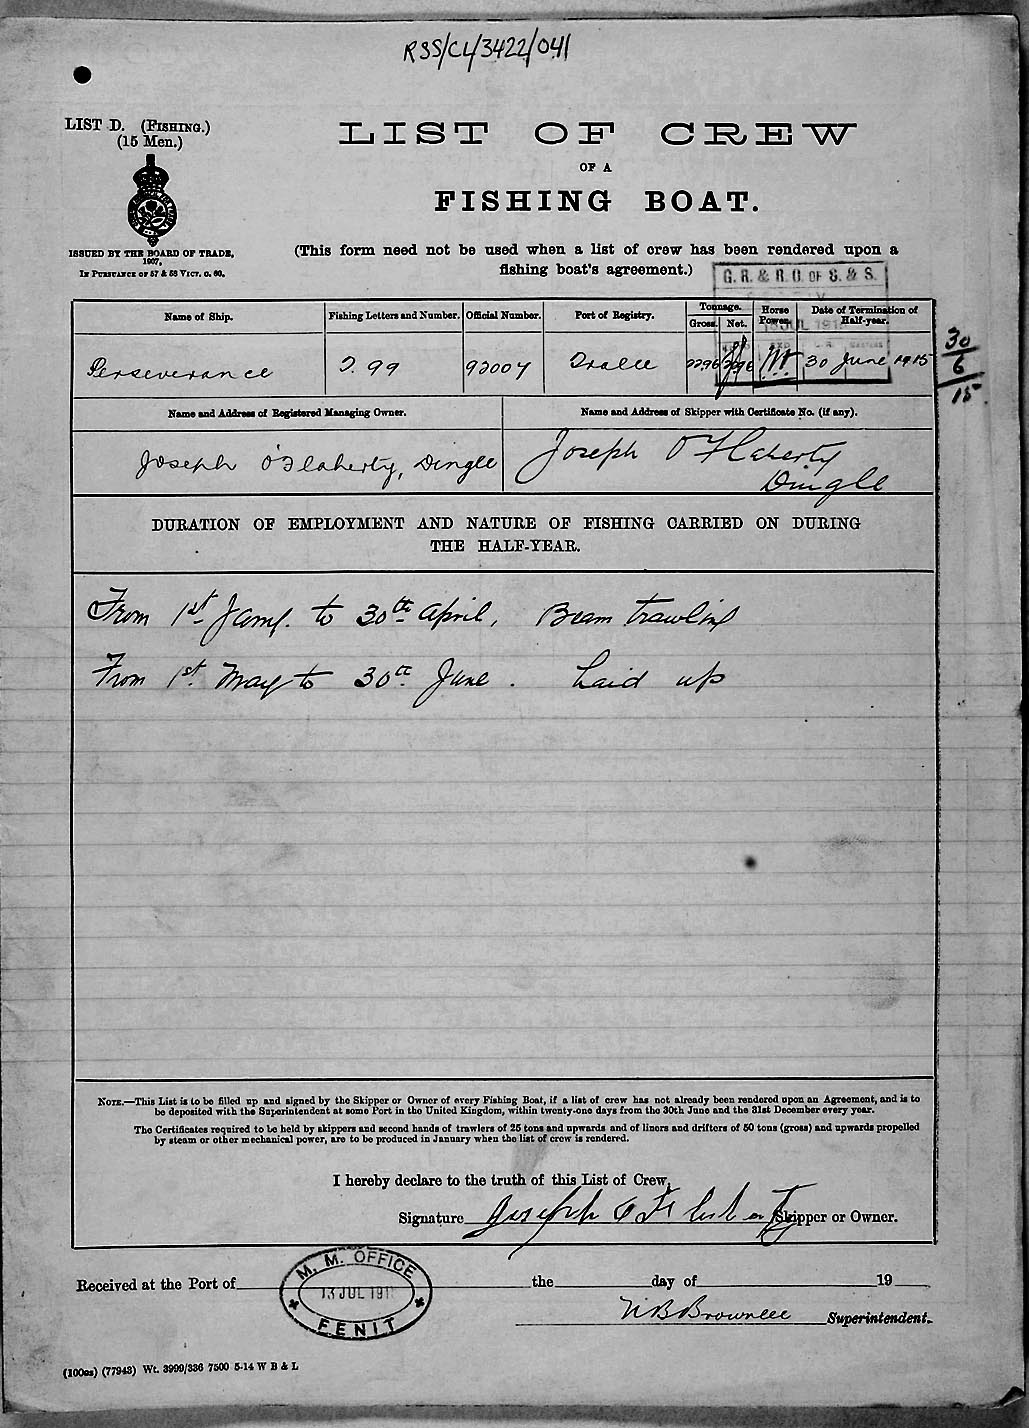 RSS/CL/3422/041
LIST D. (FISHING.)
(15 Men.)
LIST OF CREW
OF A
FISHING BOAT.
ISSUED BY THE BOARD OF TRADE,
1907,
IN PURSUANCE OF 57 & 58 VICT. C. 60.
(This form need not be used when a list of crew has been rendered upon a
fishing boat's agreement.)
G. R. & R. O. OF S. & S.
Name of Ship. Fishing Letters and Number. Official Number. Port of Registry. Tonnage. Gross. Net. Horse Power. Date of Termination of Half-year.
Perseverance T. 99 92007 Tralee 30 June 1915
30/6/15.
Name and Address of Registered Managing Owner. Name and Address of Skipper with Certificate No. (if any).
Joseph O'Flaherty, Dingle Joseph O'Flaherty
Dingle
DURATION OF EMPLOYMENT AND NATURE OF FISHING CARRIED ON DURING
THE HALF-YEAR.
From 1st Jany. to 30th April, Beam trawling
From 1st May to 30th June. Laid up
NOTE.—This List is to be filled up and signed by the Skipper or Owner of every Fishing Boat, if a list of crew has not already been rendered upon an Agreement, and is to
be deposited with the Superintendent at some Port in the United Kingdom, within twenty-one days from the 30th June and the 31st December every year.
The Certificates required to be held by skippers and second hands of trawlers of 25 tons and upwards and of liners and drifters of 50 tons (gross) and upwards propelled
by steam or other mechanical power, are to be produced in January when the list of crew is rendered.
I hereby declare to the truth of this List of Crew,
Signature Joseph O Flaherty Skipper or Owner.
Received at the Port of the day of 19
M. M. OFFICE
13 JUL 191
FENIT
Brownlee Superintendent.
(100as) (77943) Wt. 3999/336 7500 5-14 W B & L